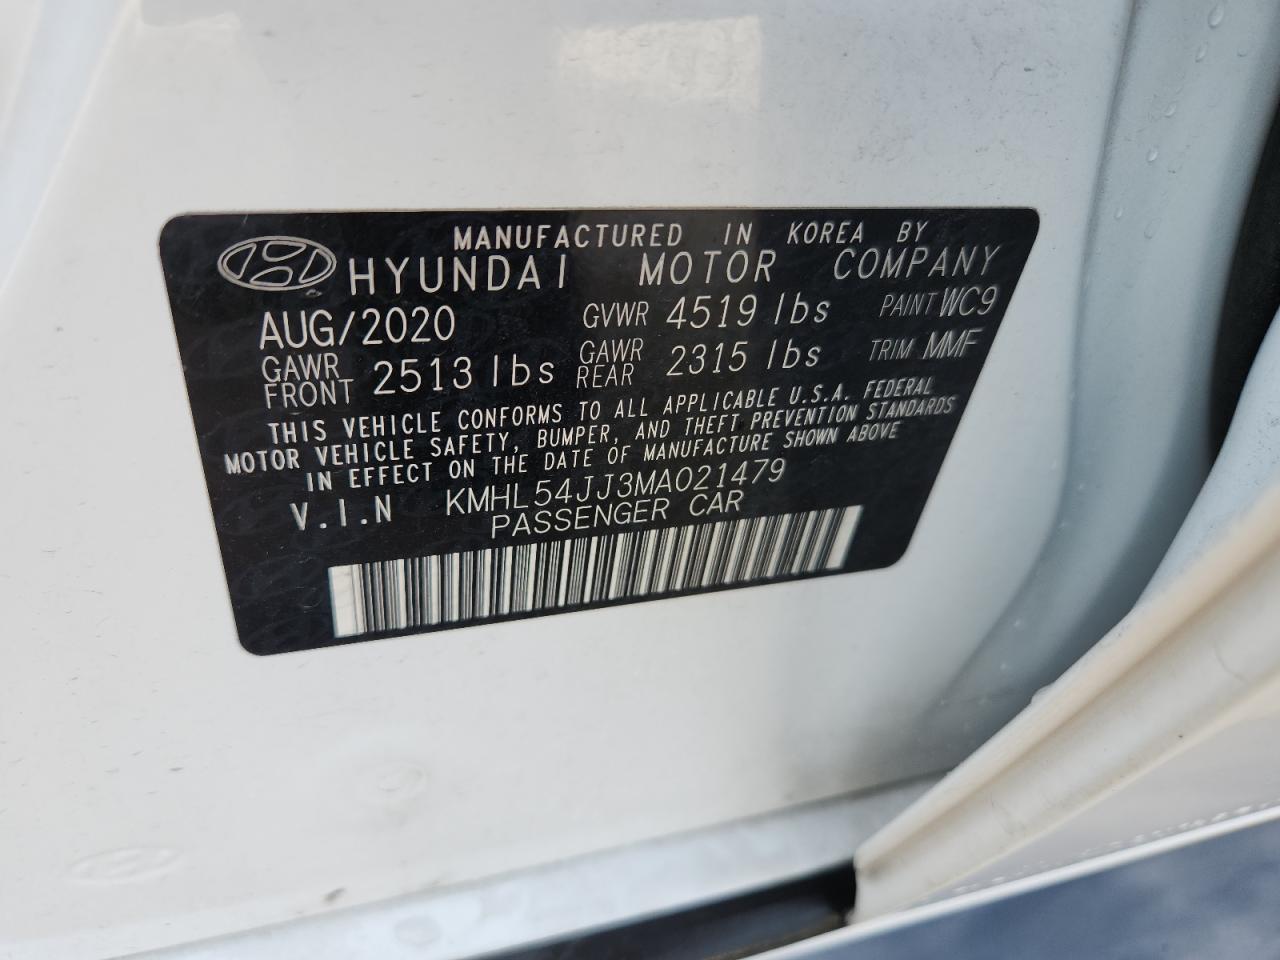 MANUFACTURED IN KOREA BY
HYUNDAI MOTOR COMPANY
AUG/2020 GVWR 4519 lbs PAINT WC9
GAWR FRONT 2513 lbs GAWR REAR 2315 lbs TRIM MMF
THIS VEHICLE CONFORMS TO ALL APPLICABLE U.S.A. FEDERAL
MOTOR VEHICLE SAFETY, BUMPER, AND THEFT PREVENTION STANDARDS
IN EFFECT ON THE DATE OF MANUFACTURE SHOWN ABOVE
V.I.N KMHL54JJ3MA021479
PASSENGER CAR